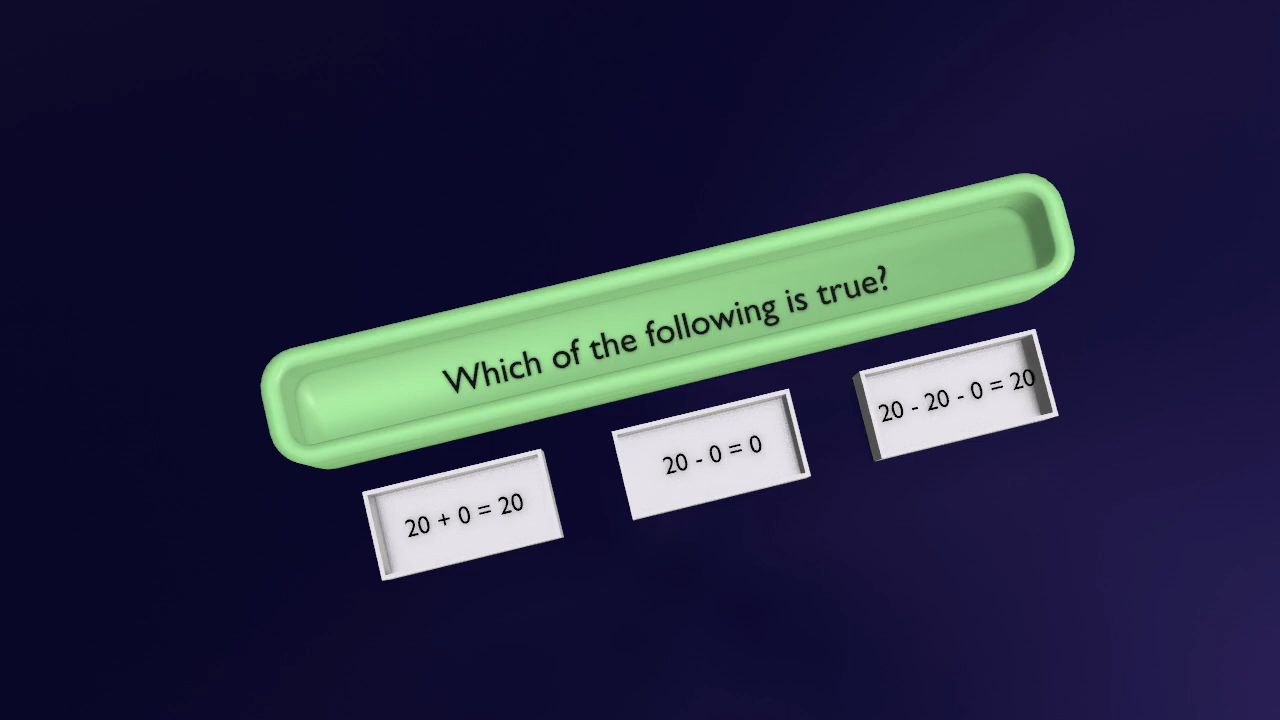 Which of the following is true?
20 + 0 = 20
20 - 0 = 0
20 - 20 - 0 = 20